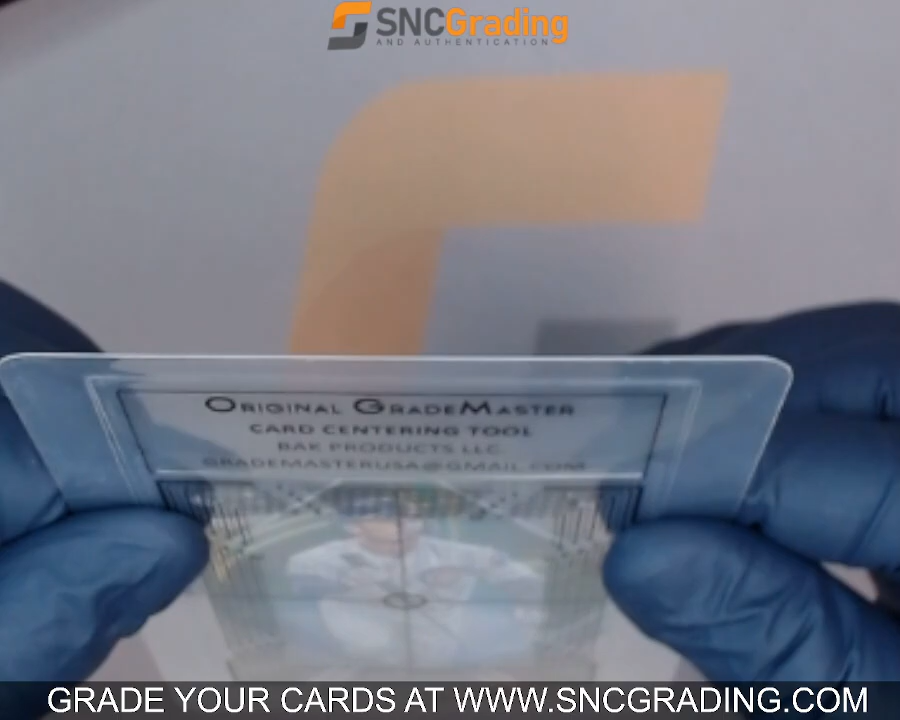 SNCGrading
AND AUTHENTICATION
ORIGINAL GRADEMASTER
CARD CENTERING TOOL
BAK PRODUCTS LLC.
GRADEMASTERUSA@GMAIL.COM
GRADE YOUR CARDS AT WWW.SNCGRADING.COM